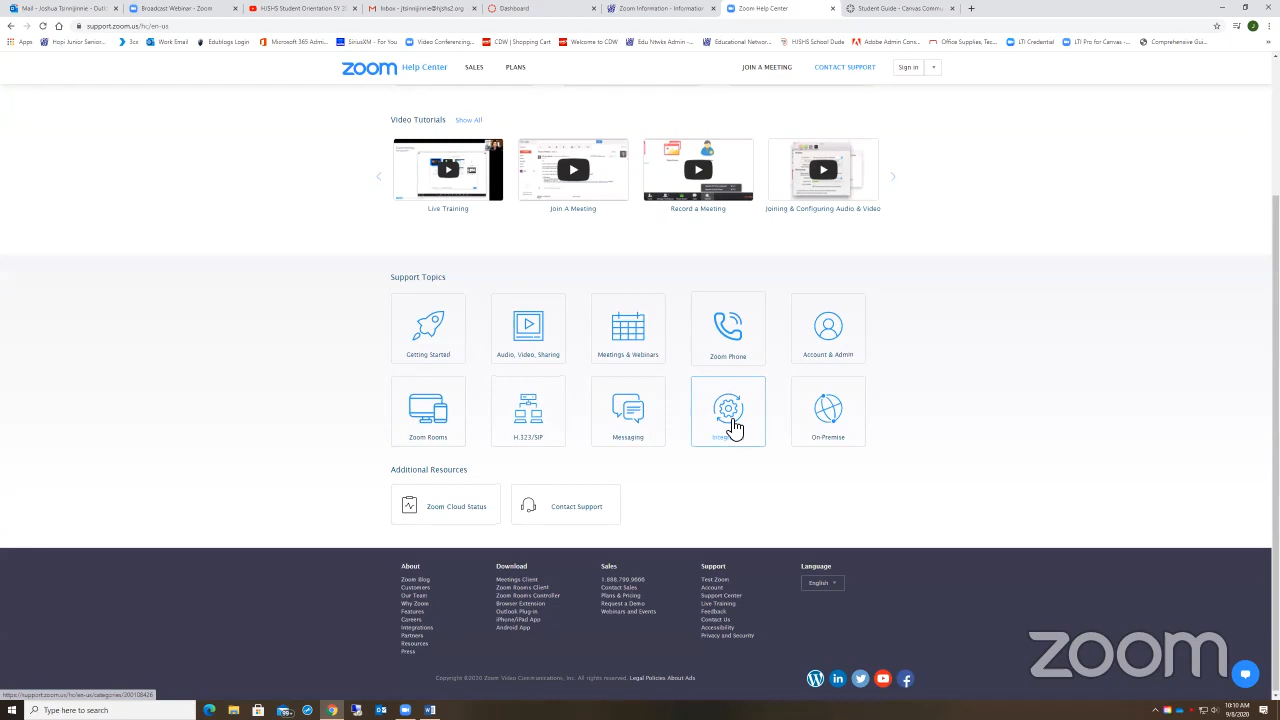 Mail - Joshua Tsinnijinnie - Outl
Broadcast Webinar - Zoom
HJSHS Student Orientation SY 20
Inbox - jtsinnijinnie@hjshs2.org
Dashboard
Zoom Information - Information
Zoom Help Center
Student Guide - Canvas Commu
support.zoom.us/hc/en-us
Apps
Hopi Junior Senior...
3cx
Work Email
Edublogs Login
Microsoft 365 Admi...
SiriusXM - For You
Video Conferencing...
CDW | Shopping Cart
Welcome to CDW
Edu Admin -...
Educational Netw...
HJSHS School Dude
Adobe Admin Cons...
Office Supplies, Tec...
LTI Credential
LTI Pro for Canvas -...
Comprehensive Gui...
zoom Help Center
SALES
PLANS
JOIN A MEETING
CONTACT SUPPORT
Sign in
Video Tutorials Show All
Live Training
Join A Meeting
Record a Meeting
Joining & Configuring Audio & Video
Support Topics
Getting Started
Audio, Video, Sharing
Meetings & Webinars
Zoom Phone
Account & Admin
Zoom Rooms
H.323/SIP
Messaging
On-Premise
Additional Resources
Zoom Cloud Status
Contact Support
About
Zoom Blog
Customers
Our Team
Why Zoom
Features
Careers
Integrations
Partners
Resources
Press
Download
Meetings Client
Zoom Rooms Client
Zoom Rooms Controller
Browser Extension
Outlook Plug-in
iPhone/iPad App
Android App
Sales
1.888.799.9666
Contact Sales
Plans & Pricing
Request a Demo
Webinars and Events
Support
Test Zoom
Account
Support Center
Live Training
Feedback
Contact Us
Accessibility
Privacy and Security
Language
English
zoom
Copyright ©2020 Zoom Video Communications, Inc. All rights reserved. Legal Policies About Ads
https://support.zoom.us/hc/en-us/categories/200108426
Type here to search
10:10 AM
9/8/2020